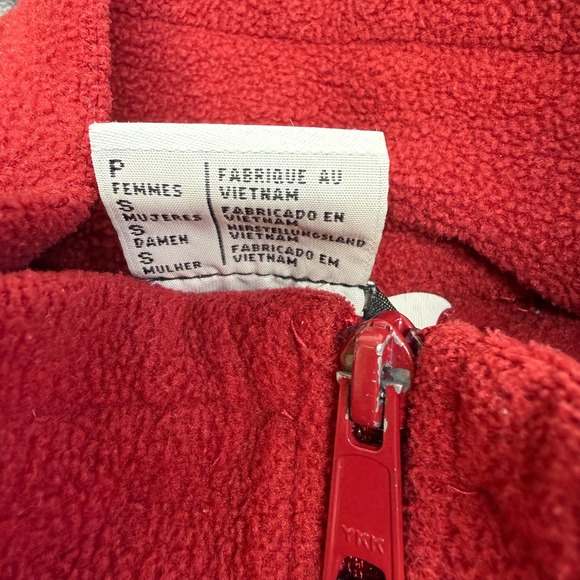 P
FEMMES
S
MUJERES
S
DAMEN
S
MULHER
FABRIQUE AU
VIETNAM
FABRICADO EN
VIETNAM
HERSTELLUNGSLAND
VIETNAM
FABRICADO EM
VIETNAM
YKK